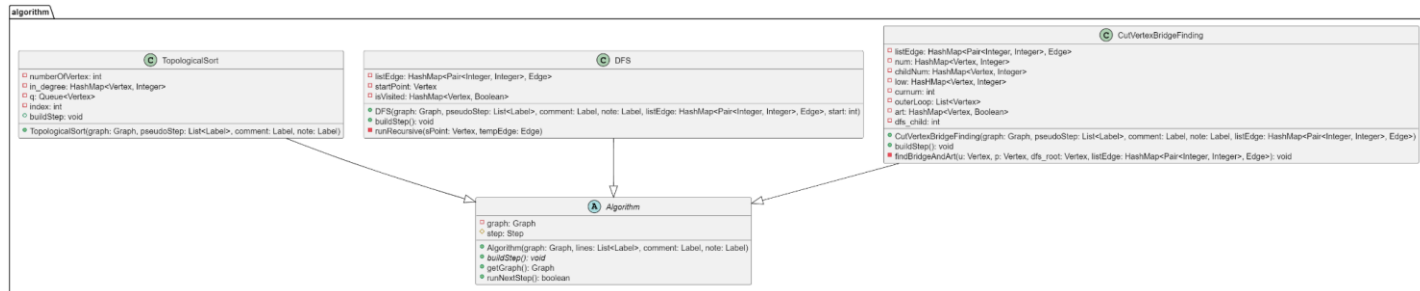 algorithm
C TopologicalSort
numberOfVertex: int
in_degree: HashMap<Vertex, Integer>
q: Queue<Vertex>
index: int
buildStep: void
TopologicalSort(graph: Graph, pseudoStep: List<Label>, comment: Label, note: Label)
C DFS
listEdge: HashMap<Pair<Integer, Integer>, Edge>
startPoint: Vertex
isVisited: HashMap<Vertex, Boolean>
DFS(graph: Graph, pseudoStep: List<Label>, comment: Label, note: Label, listEdge: HashMap<Pair<Integer, Integer>, Edge>, start: int)
buildStep(): void
runRecursive(sPoint: Vertex, tempEdge: Edge)
C CutVertexBridgeFinding
listEdge: HashMap<Pair<Integer, Integer>, Edge>
num: HashMap<Vertex, Integer>
childNum: HashMap<Vertex, Integer>
low: HasHMap<Vertex, Integer>
curnum: int
outerLoop: List<Vertex>
art: HashMap<Vertex, Boolean>
dfs_child: int
CutVertexBridgeFinding(graph: Graph, pseudoStep: List<Label>, comment: Label, note: Label, listEdge: HashMap<Pair<Integer, Integer>, Edge>)
buildStep(): void
findBridgeAndArt(u: Vertex, p: Vertex, dfs_root: Vertex, listEdge: HashMap<Pair<Integer, Integer>, Edge>): void
A Algorithm
graph: Graph
step: Step
Algorithm(graph: Graph, lines: List<Label>, comment: Label, note: Label)
buildStep(): void
getGraph(): Graph
runNextStep(): boolean